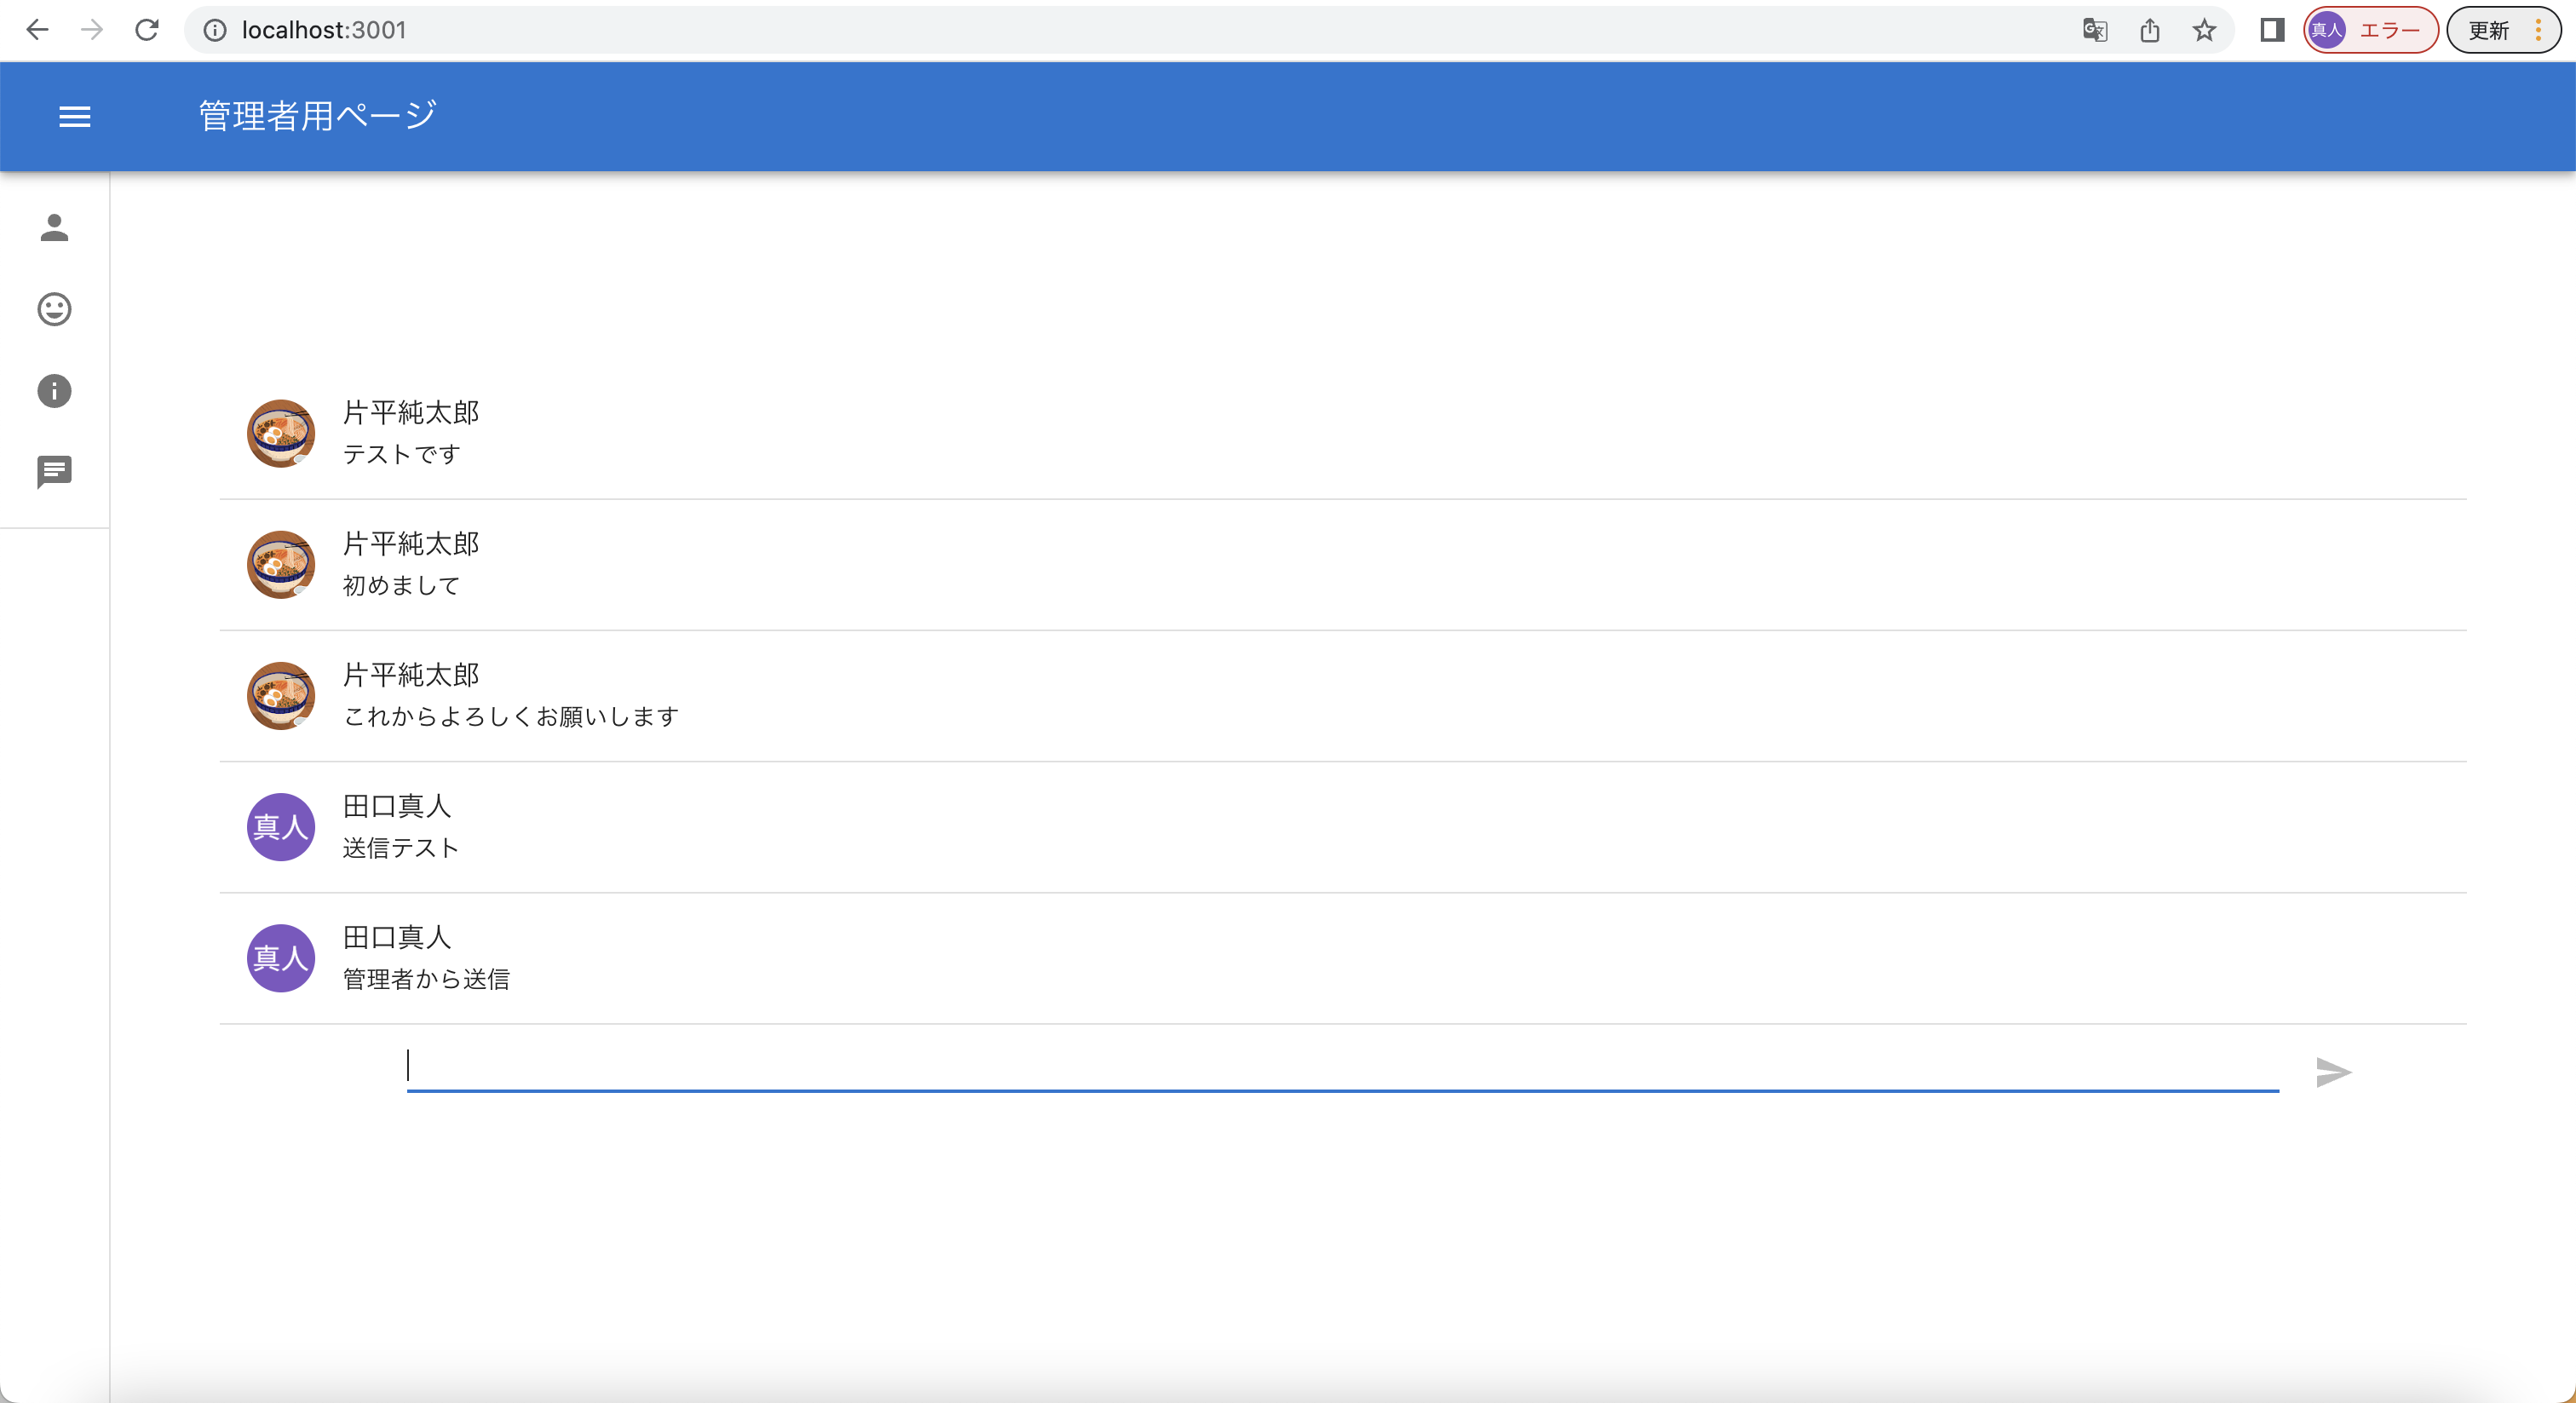 localhost:3001
真人 エラー
更新
管理者用ページ
片平純太郎
テストです
片平純太郎
初めまして
片平純太郎
これからよろしくお願いします
真人
田口真人
送信テスト
真人
田口真人
管理者から送信